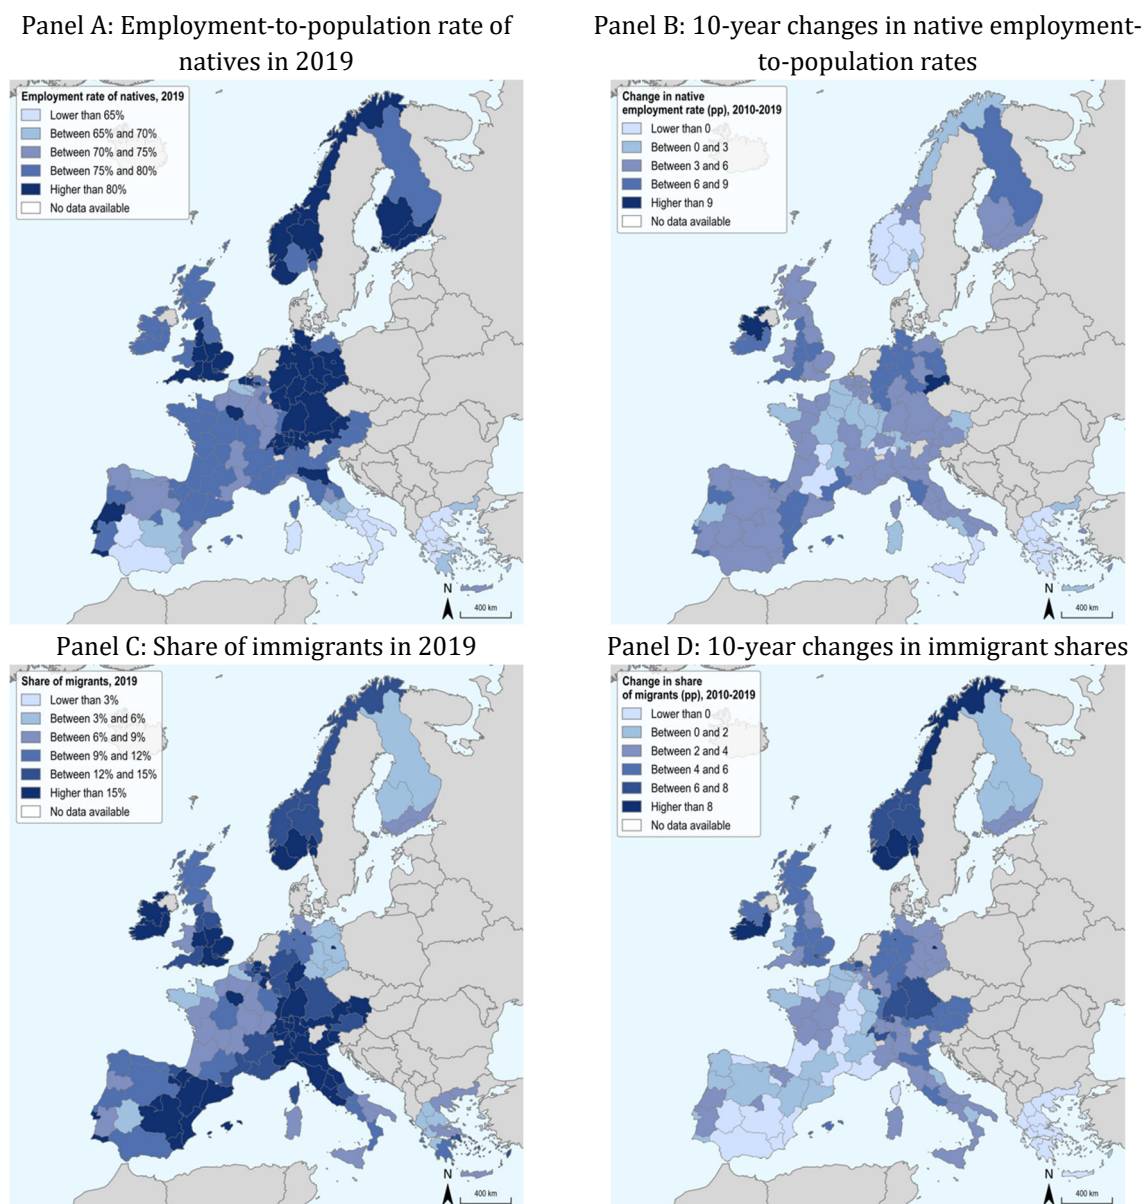 Panel A: Employment-to-population rate of
natives in 2019
Panel B: 10-year changes in native employment-
to-population rates
Employment rate of natives, 2019
Lower than 65%
Between 65% and 70%
Between 70% and 75%
Between 75% and 80%
Higher than 80%
No data available
N
400 km
Change in native
employment rate (pp), 2010-2019
Lower than 0
Between 0 and 3
Between 3 and 6
Between 6 and 9
Higher than 9
No data available
N
400 km
Panel C: Share of immigrants in 2019
Panel D: 10-year changes in immigrant shares
Share of migrants, 2019
Lower than 3%
Between 3% and 6%
Between 6% and 9%
Between 9% and 12%
Between 12% and 15%
Higher than 15%
No data available
N
400 km
Change in share
of migrants (pp), 2010-2019
Lower than 0
Between 0 and 2
Between 2 and 4
Between 4 and 6
Between 6 and 8
Higher than 8
No data available
N
400 km